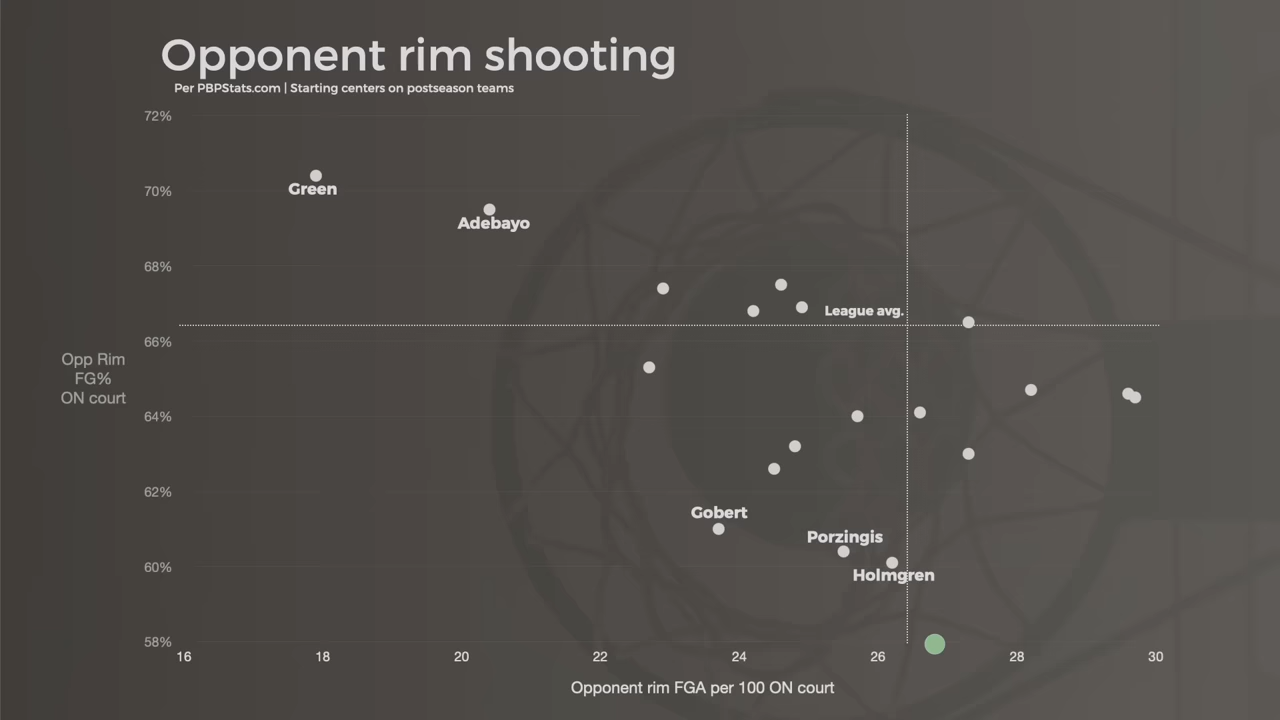 Opponent rim shooting
Per PBPStats.com | Starting centers on postseason teams
72%
Green
70%
Adebayo
68%
League avg.
66%
Opp Rim
FG%
ON court
64%
62%
Gobert
Porzingis
60%
Holmgren
58%
16 18 20 22 24 26 28 30
Opponent rim FGA per 100 ON court